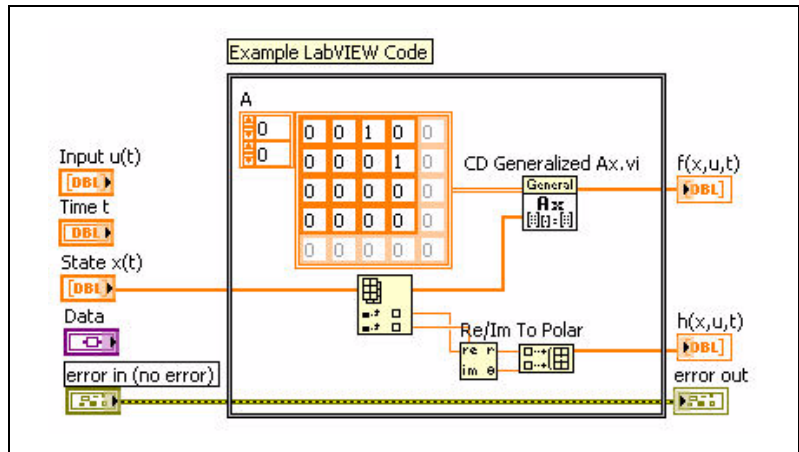 Example LabVIEW Code
A
0
0
0 0 1 0 0
0 0 0 1 0
0 0 0 0 0
0 0 0 0 0
0 0 0 0 0
CD Generalized Ax.vi
General
Ax
[⁝⁝][⁝]=[⁝]
Input u(t)
[DBL]
Time t
DBL
State x(t)
[DBL]
Data
error in (no error)
Re/Im To Polar
re r
im θ
f(x,u,t)
DBL]
h(x,u,t)
DBL]
error out